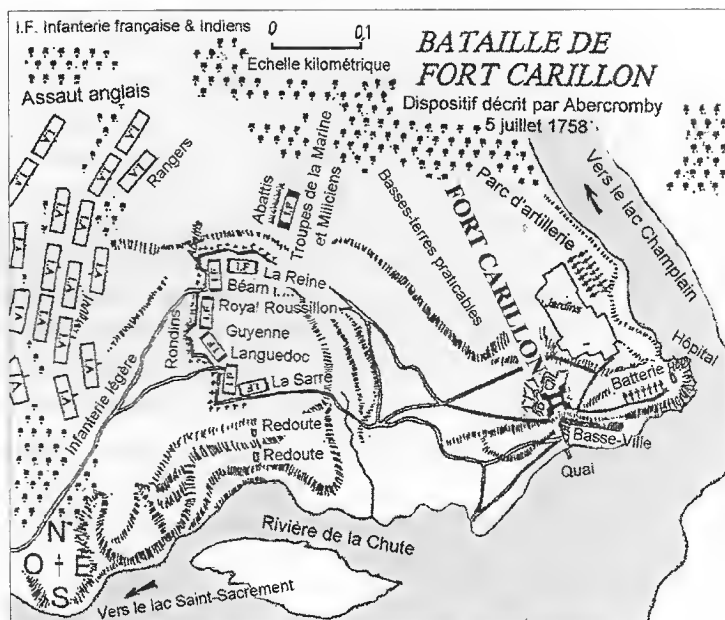 I.F. Infanterie française & Indiens
0 0,1
Echelle kilométrique
BATAILLE DE
FORT CARILLON
Dispositif décrit par Abercromby
5 juillet 1758
Assaut anglais
Rangers
Abattis
I.F
Troupes de la Marine
et Miliciens
Basses-terres praticables
FORT CARILLON
Parc d'artillerie
Vers le lac Champlain
I.F
La Reine
Béarn
Royal Roussillon
Guyenne
Languedoc
La Sarre
Rondins
Infanterie légère
Jardins
Hôpital
Batterie
Basse-Ville
Quai
Redoute
Redoute
Rivière de la Chute
Vers le lac Saint-Sacrement
N
O E
S